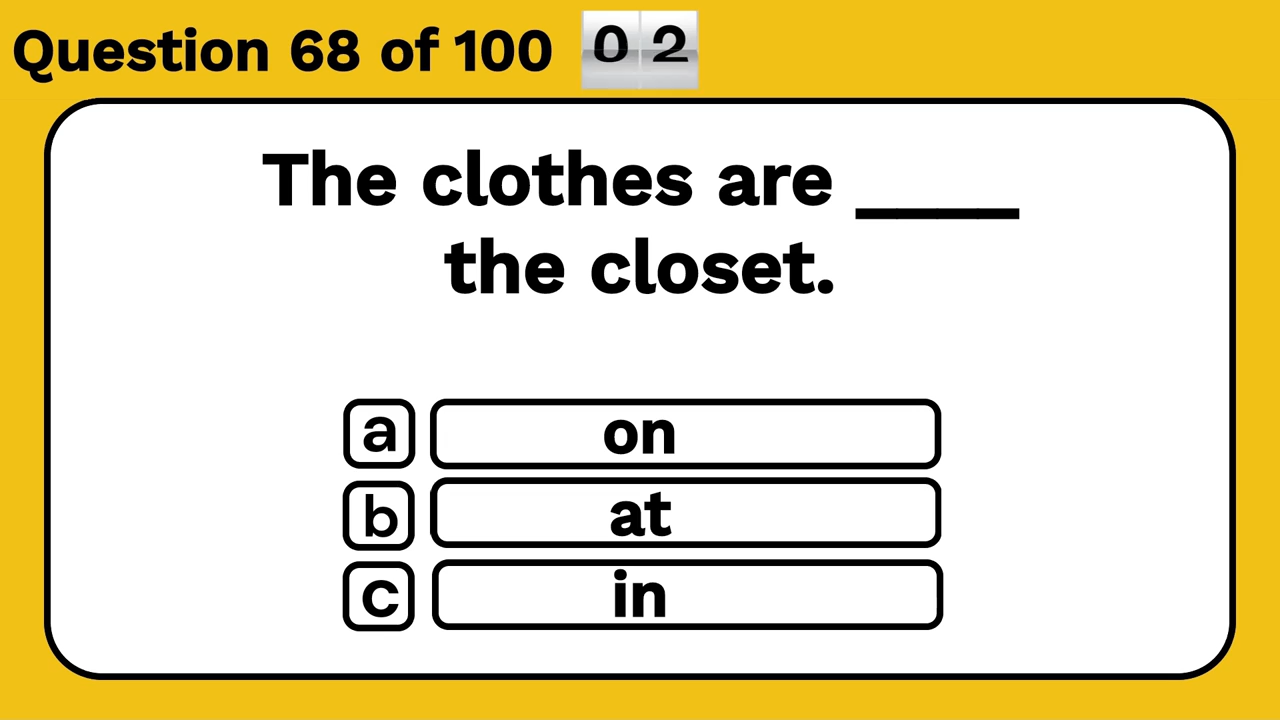 Question 68 of 100 02
The clothes are ____
the closet.
a on
b at
c in